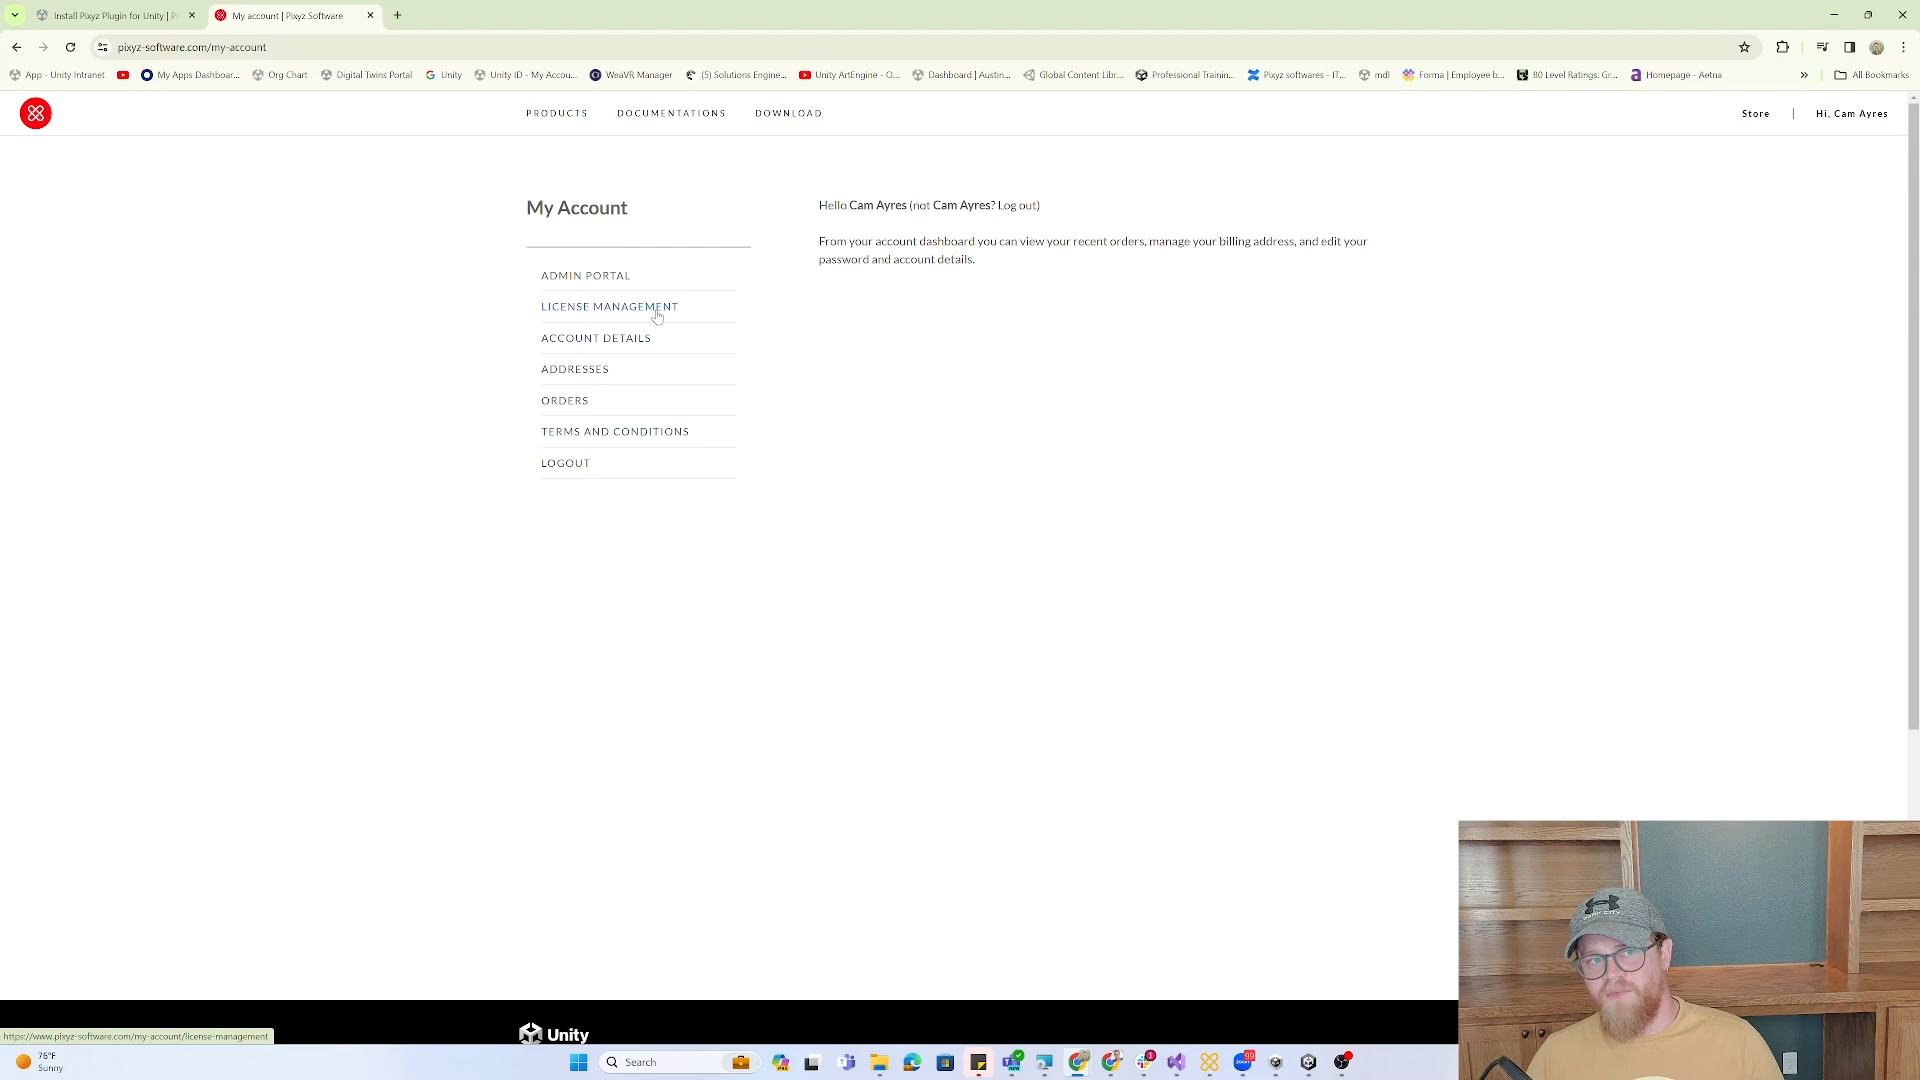 Install Pixyz Plugin for Unity | P
My account | Pixyz Software
pixyz-software.com/my-account
App - Unity Intranet
My Apps Dashboar...
Org Chart
Digital Twins Portal
Unity
Unity ID - My Accou...
WeaVR Manager
(5) Solutions Engine...
Unity ArtEngine - O...
Dashboard | Austin...
Global Content Libr...
Professional Trainin...
Pixyz softwares - IT...
mdl
Forma | Employee b...
80 Level Ratings: Gr...
Homepage - Aetna
All Bookmarks
PRODUCTS
DOCUMENTATIONS
DOWNLOAD
Store
Hi, Cam Ayres
My Account
ADMIN PORTAL
LICENSE MANAGEMENT
ACCOUNT DETAILS
ADDRESSES
ORDERS
TERMS AND CONDITIONS
LOGOUT
Hello Cam Ayres (not Cam Ayres? Log out)
From your account dashboard you can view your recent orders, manage your billing address, and edit your
password and account details.
Unity
https://www.pixyz-software.com/my-account/license-management
76°F
Sunny
Search
99
1